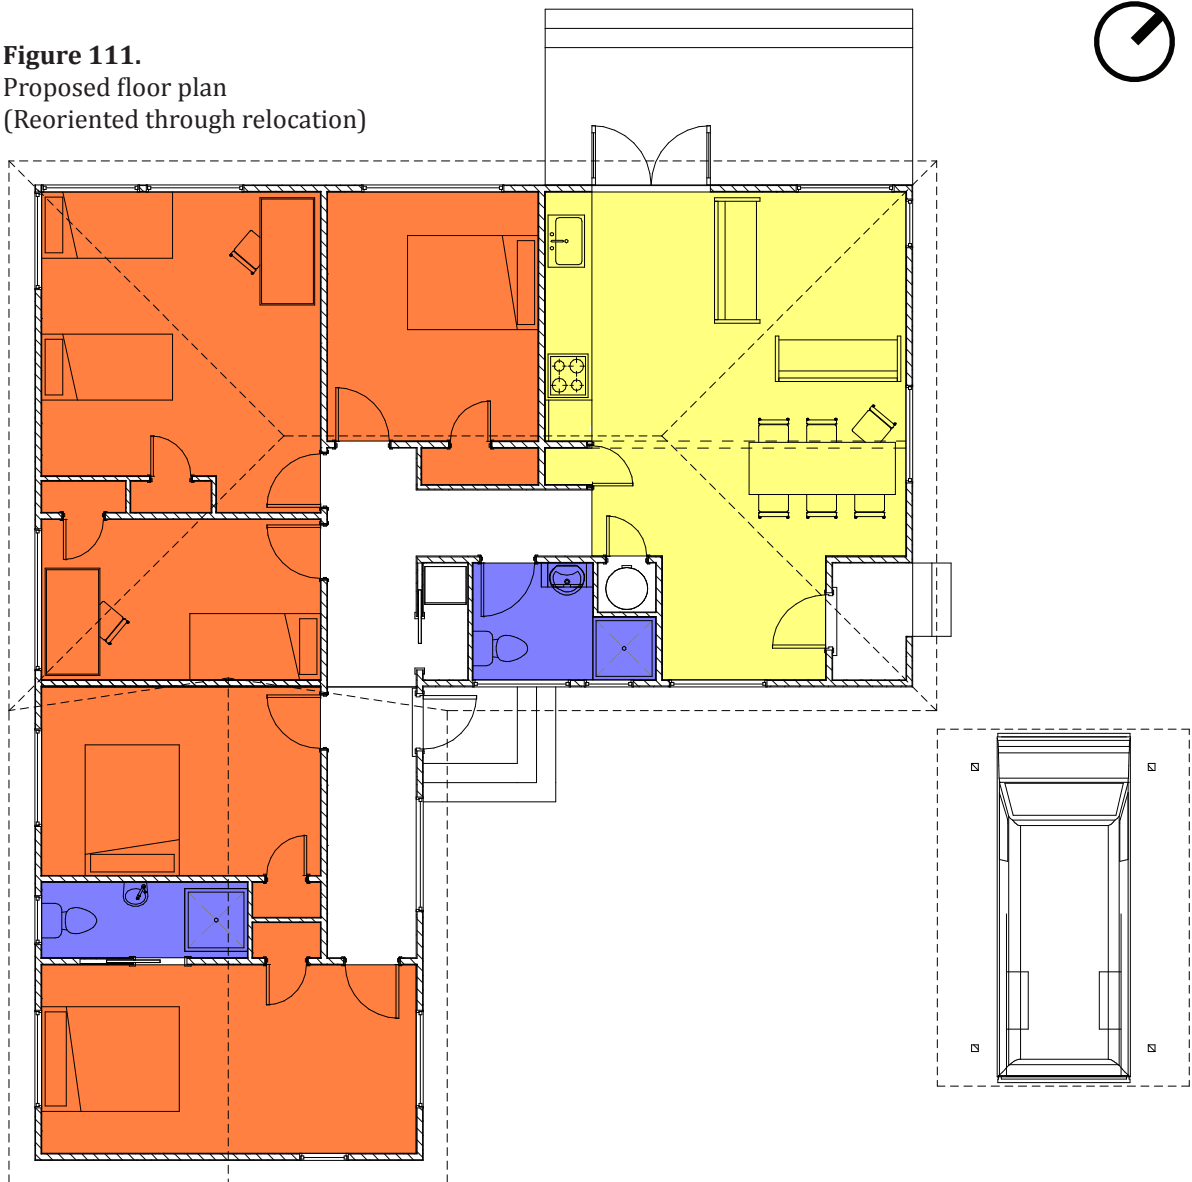 Figure 111.
Proposed floor plan
(Reoriented through relocation)